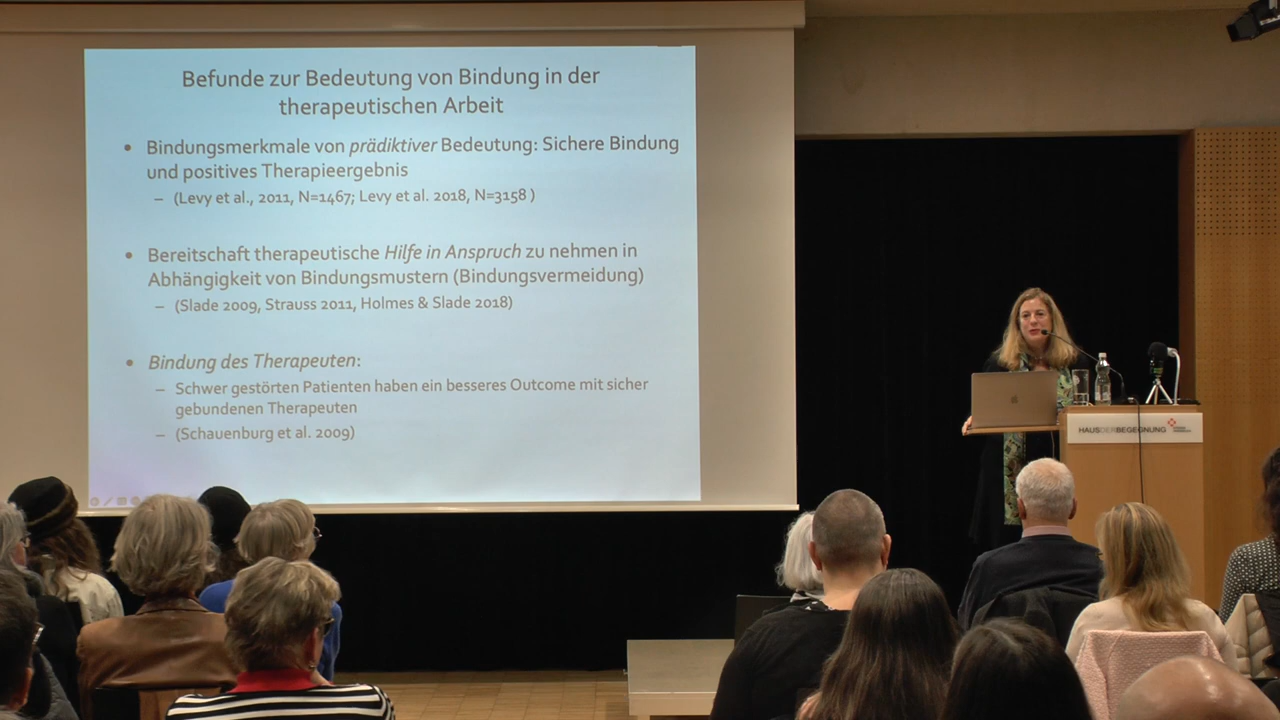 Befunde zur Bedeutung von Bindung in der
therapeutischen Arbeit
• Bindungsmerkmale von prädiktiver Bedeutung: Sichere Bindung
und positives Therapieergebnis
– (Levy et al., 2011, N=1467; Levy et al. 2018, N=3158 )
• Bereitschaft therapeutische Hilfe in Anspruch zu nehmen in
Abhängigkeit von Bindungsmustern (Bindungsvermeidung)
– (Slade 2009, Strauss 2011, Holmes & Slade 2018)
• Bindung des Therapeuten:
– Schwer gestörten Patienten haben ein besseres Outcome mit sicher
gebundenen Therapeuten
– (Schauenburg et al. 2009)
HAUSDERBEGEGNUNG